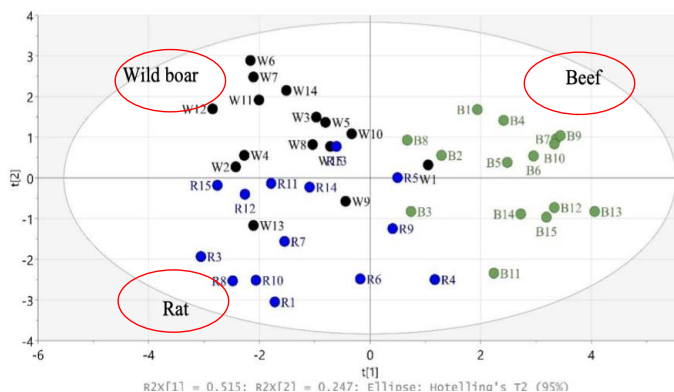 4
3
2
1
0
-1
-2
-3
-4
t[2]
Wild boar
Beef
Rat
W6
W7
W14
W11
W12
W3
W5
W10
W8
R13
W4
W2
W1
W9
W13
B1
B4
B8
B2
B7
B9
B10
B5
B6
B3
B14
B12
B13
B15
B11
R5
R15
R11
R14
R12
R9
R7
R3
R8
R10
R6
R4
R1
-6
-4
-2
0
2
4
t[1]
R2X[1] = 0.515; R2X[2] = 0.247; Ellipse: Hotelling's T2 (95%)